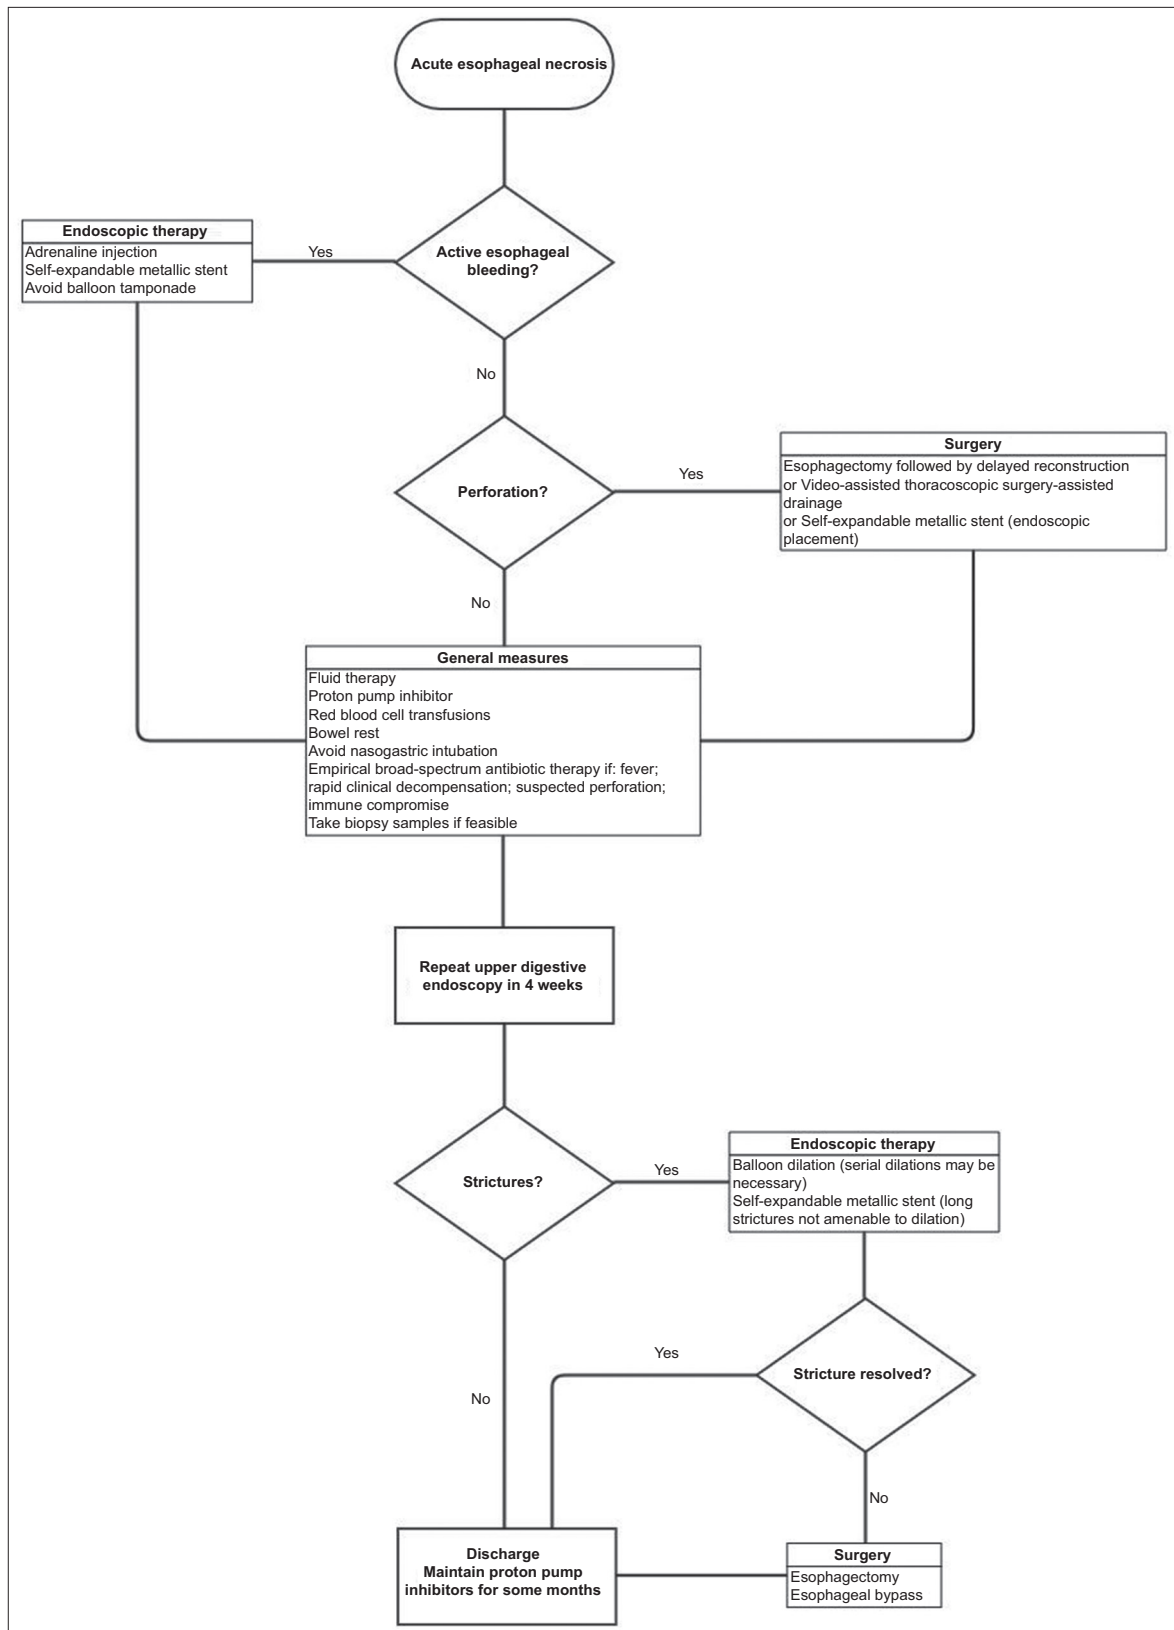 Acute esophageal necrosis
Active esophageal
bleeding?
Yes
Endoscopic therapy
Adrenaline injection
Self-expandable metallic stent
Avoid balloon tamponade
No
Perforation?
Yes
Surgery
Esophagectomy followed by delayed reconstruction
or Video-assisted thoracoscopic surgery-assisted
drainage
or Self-expandable metallic stent (endoscopic
placement)
No
General measures
Fluid therapy
Proton pump inhibitor
Red blood cell transfusions
Bowel rest
Avoid nasogastric intubation
Empirical broad-spectrum antibiotic therapy if: fever;
rapid clinical decompensation; suspected perforation;
immune compromise
Take biopsy samples if feasible
Repeat upper digestive
endoscopy in 4 weeks
Strictures?
Yes
Endoscopic therapy
Balloon dilation (serial dilations may be
necessary)
Self-expandable metallic stent (long
strictures not amenable to dilation)
Stricture resolved?
Yes
No
No
Surgery
Esophagectomy
Esophageal bypass
Discharge
Maintain proton pump
inhibitors for some months